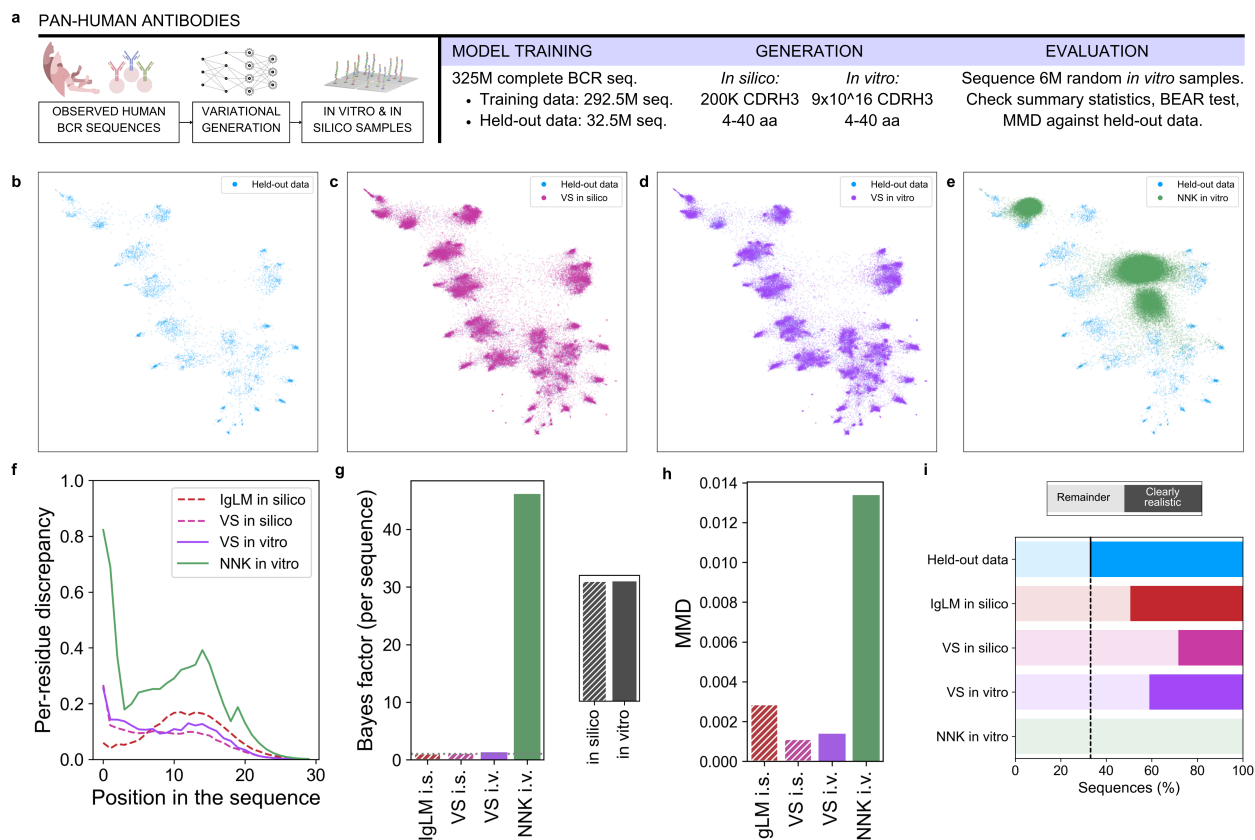 a PAN-HUMAN ANTIBODIES
OBSERVED HUMAN
BCR SEQUENCES
VARIATIONAL
GENERATION
IN VITRO & IN
SILICO SAMPLES
MODEL TRAINING
325M complete BCR seq.
• Training data: 292.5M seq.
• Held-out data: 32.5M seq.
GENERATION
In silico:
200K CDRH3
4-40 aa
In vitro:
9x10^16 CDRH3
4-40 aa
EVALUATION
Sequence 6M random in vitro samples.
Check summary statistics, BEAR test,
MMD against held-out data.
b
Held-out data
c
Held-out data
VS in silico
d
Held-out data
VS in vitro
e
Held-out data
NNK in vitro
f
Per-residue discrepancy
1.0
0.8
0.6
0.4
0.2
0.0
IgLM in silico
VS in silico
VS in vitro
NNK in vitro
0 10 20 30
Position in the sequence
g
Bayes factor (per sequence)
40
30
20
10
0
IgLM i.s.
VS i.s.
VS i.v.
NNK i.v.
in silico
in vitro
h
MMD
0.014
0.012
0.010
0.008
0.006
0.004
0.002
0.000
gLM i.s.
VS i.s.
VS i.v.
NNK i.v.
i
Remainder
Clearly
realistic
Held-out data
IgLM in silico
VS in silico
VS in vitro
NNK in vitro
0 20 40 60 80 100
Sequences (%)